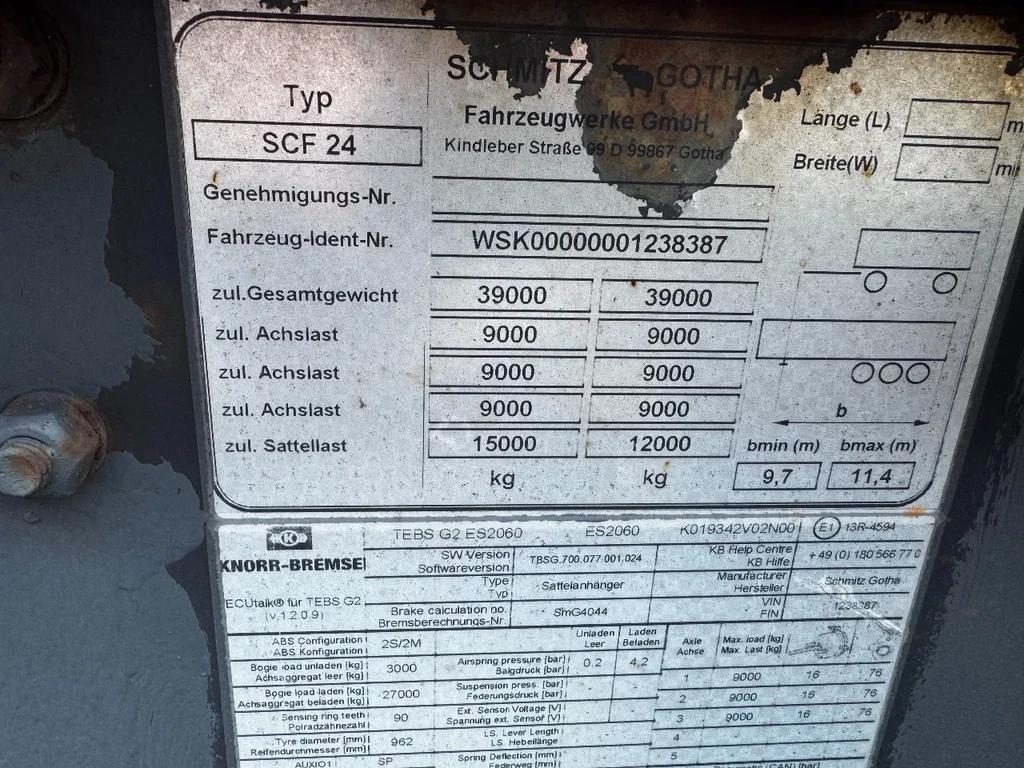 SCHMITZ GOTHA
Fahrzeugwerke GmbH
Kindleber Straße 99 D 99867 Gotha
Typ
SCF 24
Länge (L) m
Breite(W) m
Genehmigungs-Nr.
Fahrzeug-Ident-Nr. WSK00000001238387
zul.Gesamtgewicht 39000 39000
zul. Achslast 9000 9000
zul. Achslast 9000 9000
zul. Achslast 9000 9000
zul. Sattellast 15000 12000
kg kg
b
bmin (m) bmax (m)
9,7 11,4
KNORR-BREMSE
ECUtalk® für TEBS G2
(v.1.2.0.9)
TEBS G2 ES2060 ES2060 K019342V02N00 E1 13R-4594
SW Version
Softwareversion
TBSG.700.077.001.024
KB Help Centre
KB Hilfe
+49 (0) 180 566 77 0
Type
Typ
Sattelanhänger
Manufacturer
Hersteller
Schmitz Gotha
Brake calculation no.
Bremsberechnungs-Nr.
SmG4044
VIN
FIN
1238387
ABS Configuration
ABS Konfiguration
2S/2M
Unladen
Leer
Laden
Beladen
Axle
Achse
Max. load [kg]
Max. Last [kg]
Bogie load unladen [kg]
Achsaggregat leer [kg]
3000
Airspring pressure [bar]
Balgdruck [bar]
0.2 4.2
1 9000 16 76
Bogie load laden [kg]
Achsaggregat beladen [kg]
27000
Suspension press. [bar]
Federungsdruck [bar]
2 9000 16 76
Sensing ring teeth
Polradzähnezahl
90
Ext. Sensor Voltage [V]
Spannung ext. Sensor [V]
3 9000 16 76
Tyre diameter [mm]
Reifendurchmesser [mm]
962
LS. Lever Length
LS. Hebellänge
4
AUXIO1 SP
Spring Deflection [mm]
Federweg [mm]
5
Pneumatic (CAN) [bar]